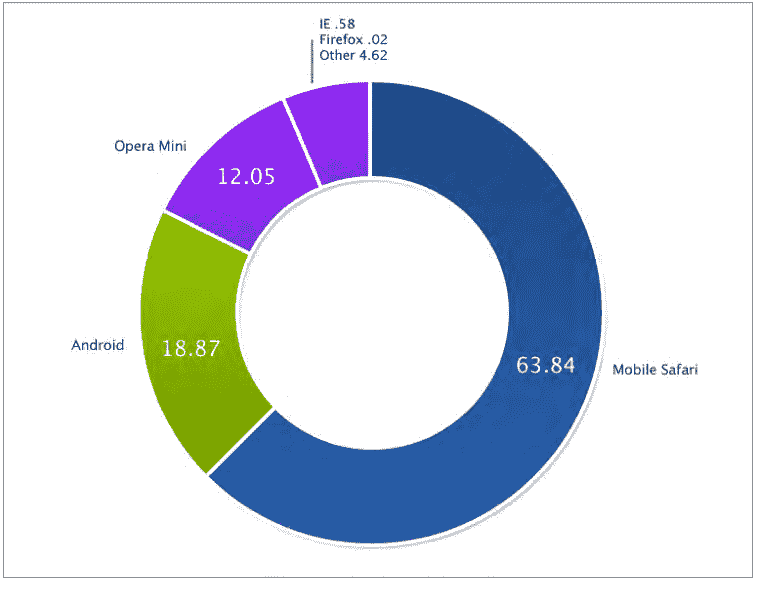 IE .58
Firefox .02
Other 4.62
Opera Mini
12.05
Android
18.87
63.84
Mobile Safari